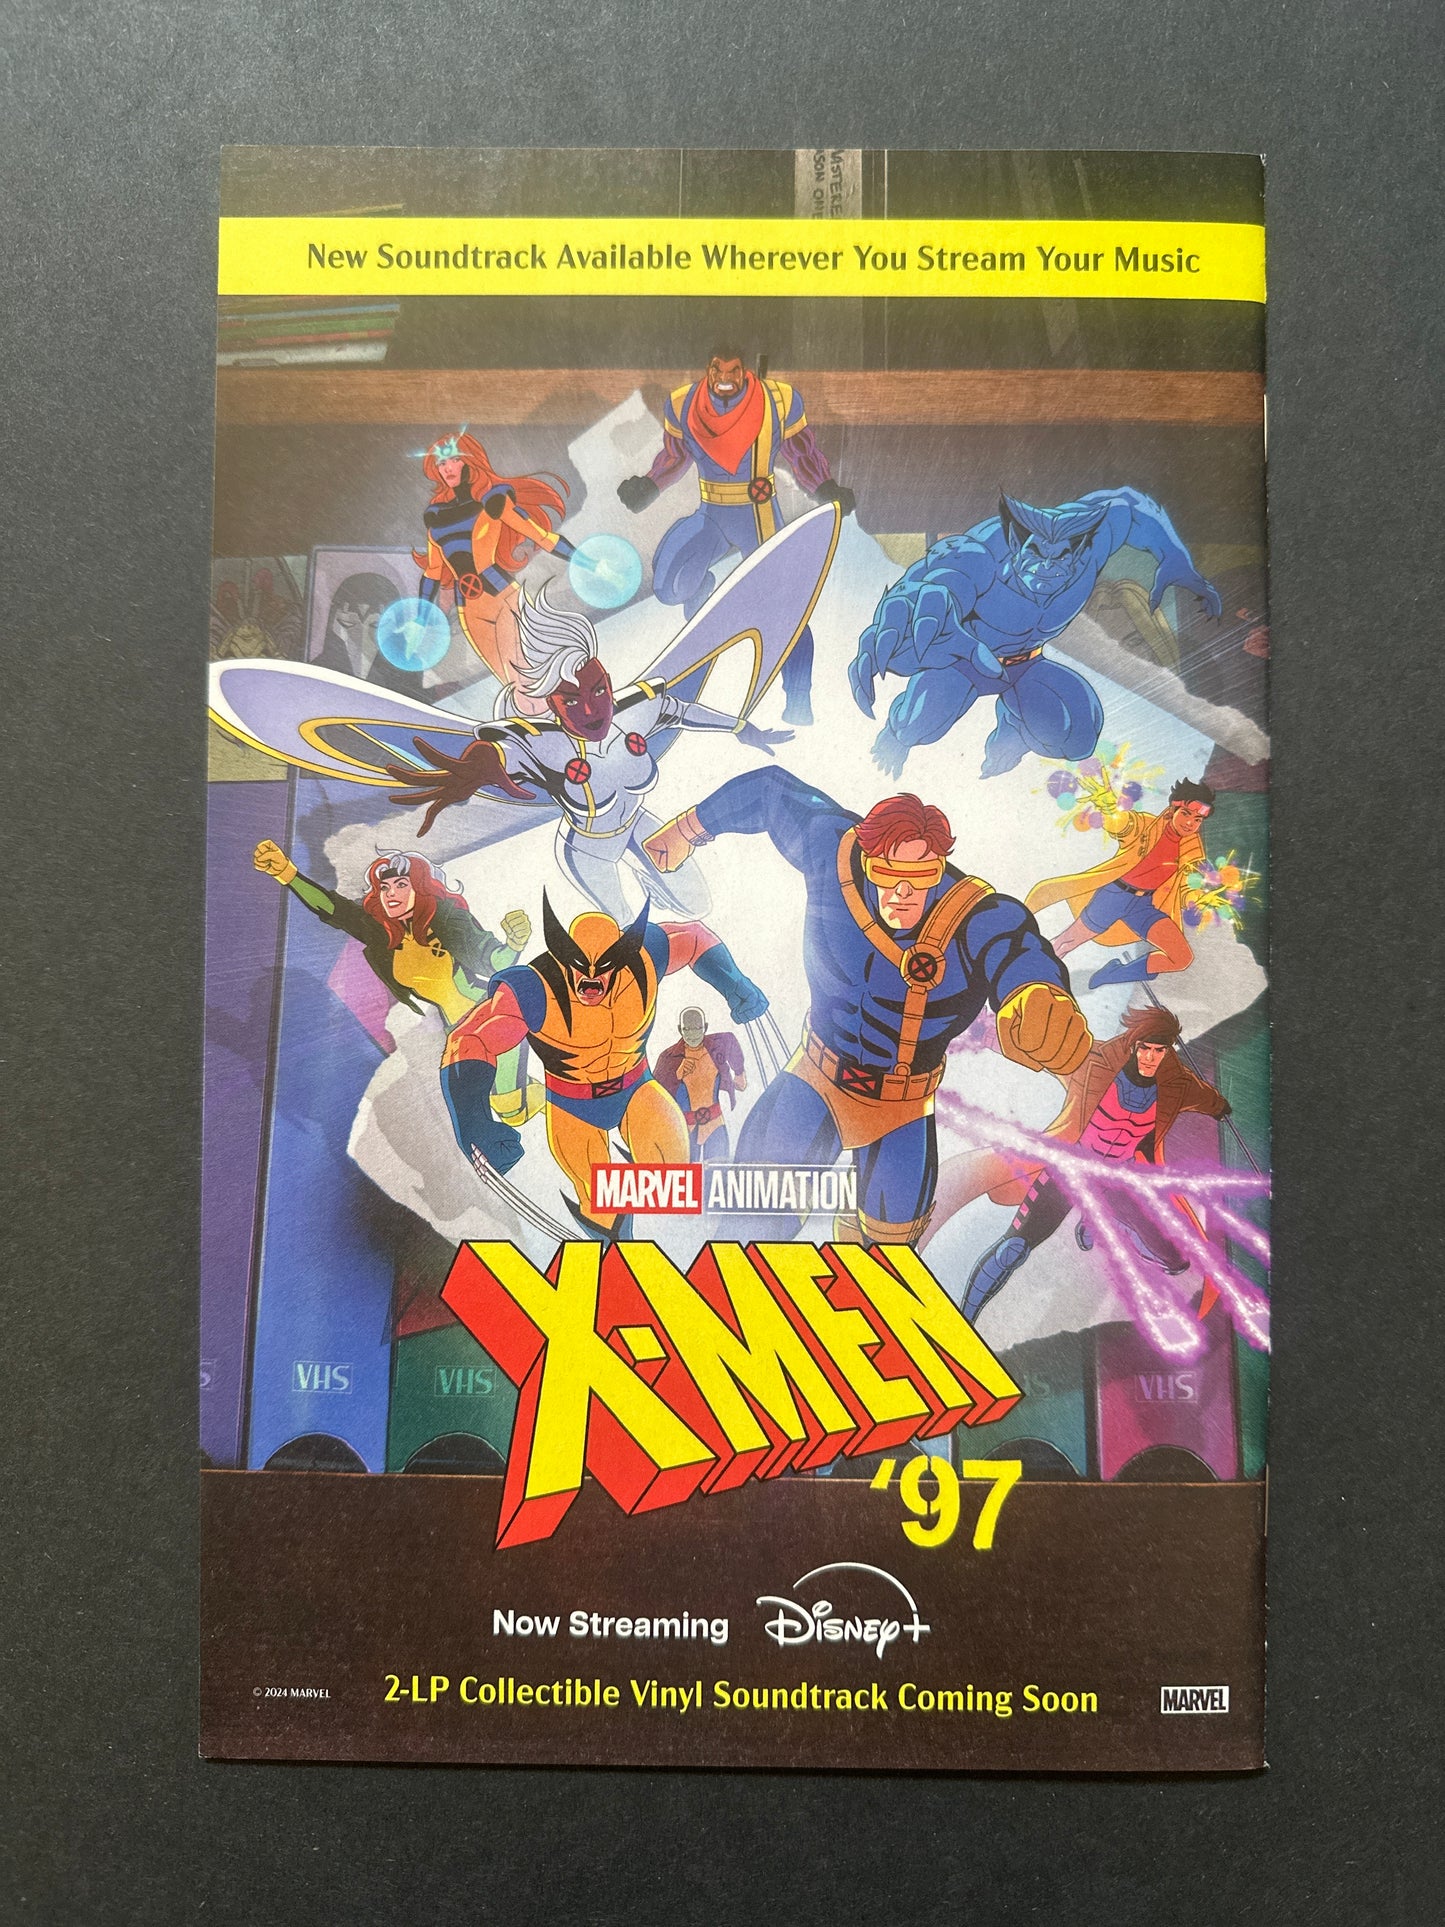 New Soundtrack Available Wherever You Stream Your Music
MARVEL ANIMATION
X-MEN
'97
VHS
VHS
VHS
Now Streaming Disney+
© 2024 MARVEL
2-LP Collectible Vinyl Soundtrack Coming Soon
MARVEL